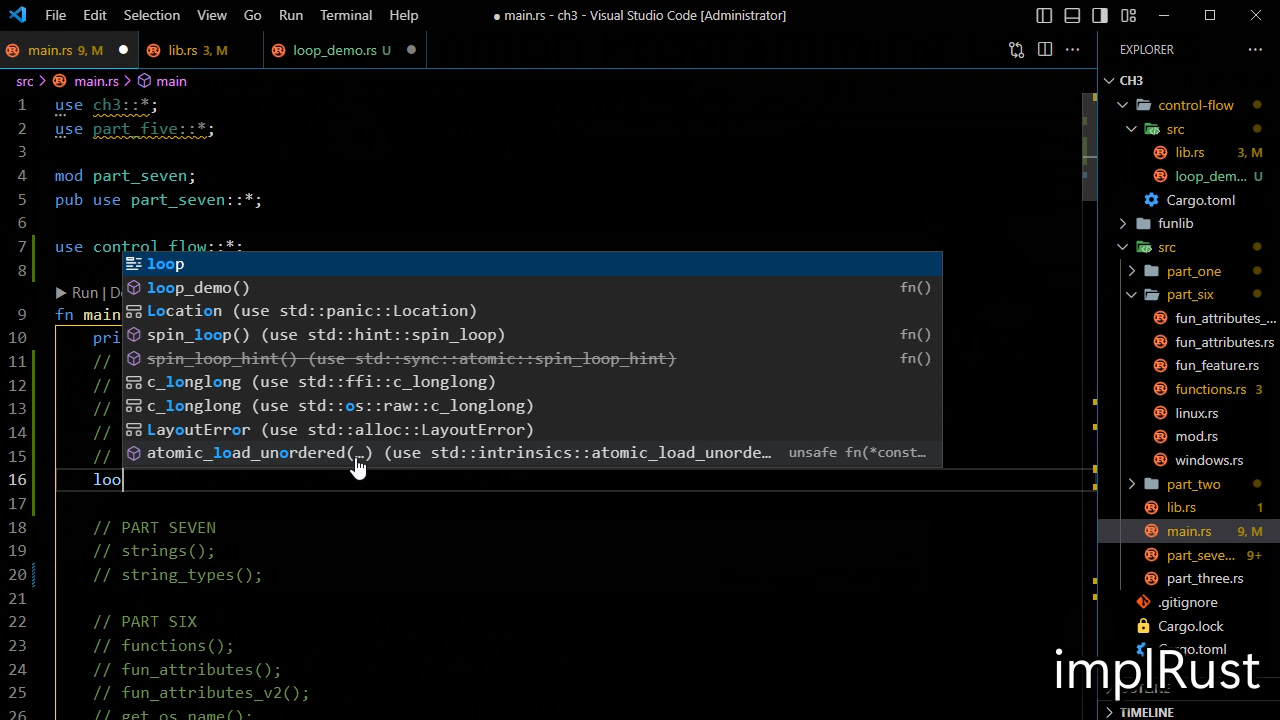 File Edit Selection View Go Run Terminal Help
● main.rs - ch3 - Visual Studio Code [Administrator]
main.rs 9, M ●
lib.rs 3, M
loop_demo.rs U ●
EXPLORER
src > main.rs > main
1 use ch3::*;
2 use part_five::*;
3
4 mod part_seven;
5 pub use part_seven::*;
6
7 use control_flow::*;
8
▶ Run | D
9 fn main
10 pri
11 //
12 //
13 //
14 //
15 //
16 loo
17
18 // PART SEVEN
19 // strings();
20 // string_types();
21
22 // PART SIX
23 // functions();
24 // fun_attributes();
25 // fun_attributes_v2();
26 // get_os_name();
loop
loop_demo() fn()
Location (use std::panic::Location)
spin_loop() (use std::hint::spin_loop) fn()
spin_loop_hint() (use std::sync::atomic::spin_loop_hint) fn()
c_longlong (use std::ffi::c_longlong)
c_longlong (use std::os::raw::c_longlong)
LayoutError (use std::alloc::LayoutError)
atomic_load_unordered(…) (use std::intrinsics::atomic_load_unorde... unsafe fn(*const…
CH3
control-flow
src
lib.rs 3, M
loop_dem... U
Cargo.toml
funlib
src
part_one
part_six
fun_attributes_...
fun_attributes.rs
fun_feature.rs
functions.rs 3
linux.rs
mod.rs
windows.rs
part_two
lib.rs 1
main.rs 9, M
part_seve... 9+
part_three.rs
.gitignore
Cargo.lock
implRust
TIMELINE